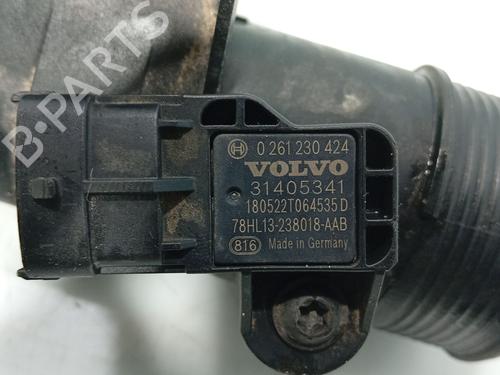 B-PARTS
0 261 230 424
VOLVO
31405341
180522T064535D
78HL13-238018-AAB
816 Made in Germany